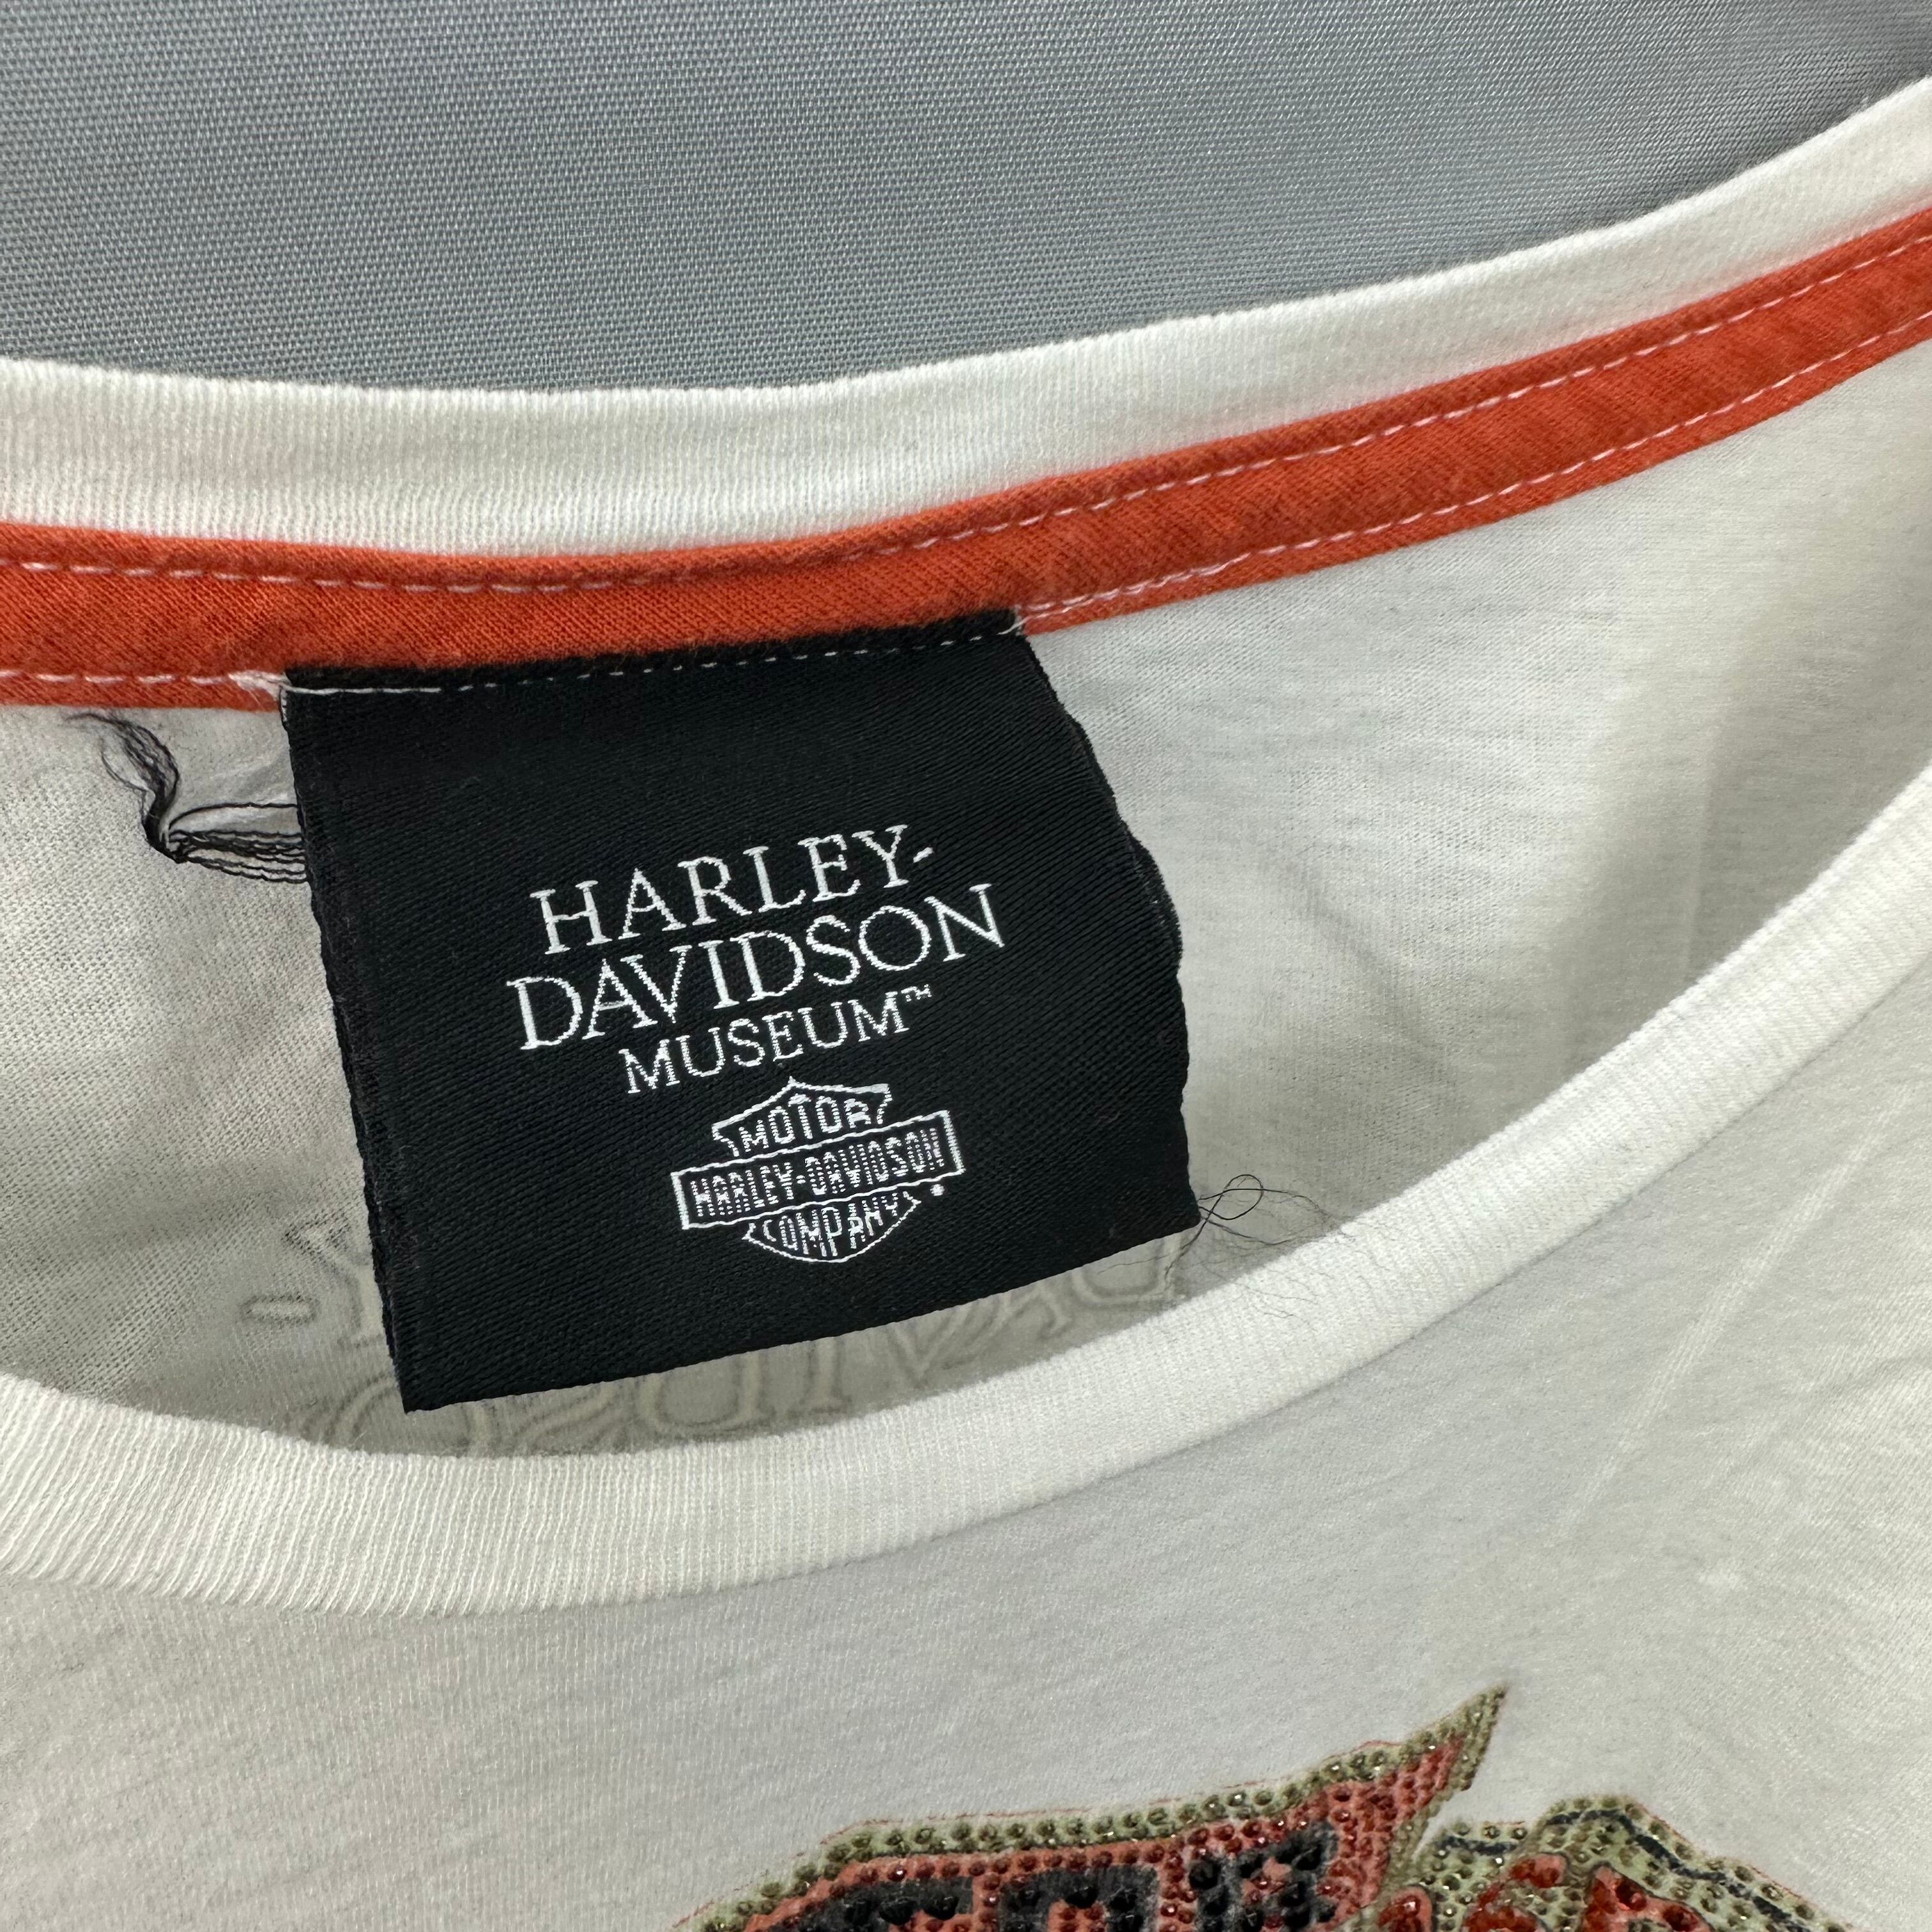 HARLEY-
DAVIDSON
MUSEUM™
MOTOR
HARLEY-DAVIDSON
COMPANY